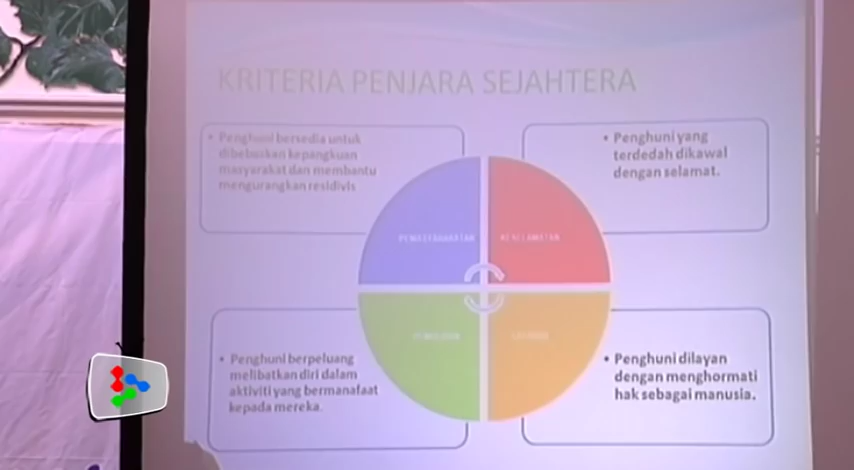 KRITERIA PENJARA SEJAHTERA
• Penghuni bersedia untuk
dibebaskan kepangkuan
masyarakat dan membantu
mengurangkan residivis
• Penghuni yang
terdedah dikawal
dengan selamat.
PEMASYARAKATAN
KESELAMATAN
• Penghuni berpeluang
melibatkan diri dalam
aktiviti yang bermanafaat
kepada mereka.
• Penghuni dilayan
dengan menghormati
hak sebagai manusia.